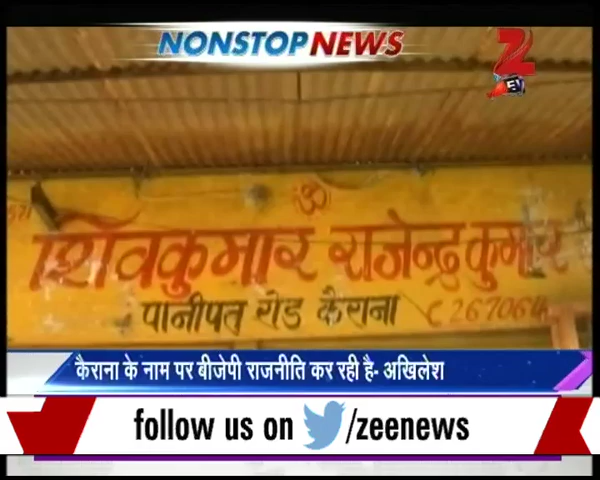 NONSTOP NEWS
Z
ॐ
शिवकुमार राजेन्द्र कुमार
पानीपत रोड कैराना
267061
कैराना के नाम पर बीजेपी राजनीति कर रही है- अखिलेश
follow us on /zeenews